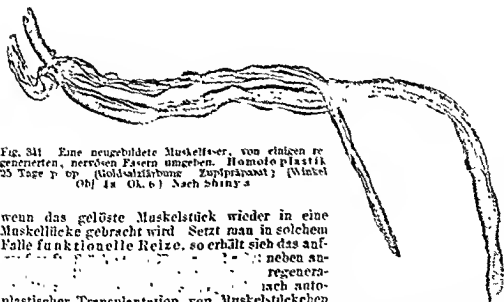 Fig. 341 Eine neugebildete Muskelfaser, von einigen re
generierten, nervösen Fasern umgeben. Homoioplastik
25 Tage p op (Goldsalzfärbung Zupfpräparat) (Winkel
Obj 4a Ok. 6) Nach Shinya
wenn das gelöste Muskelstück wieder in eine
Muskellücke gebracht wird Setzt man in solchem
Falle funktionelle Reize, so erhält sich das auf-
neben an-
regenera-
nach auto-
plastischer Transplantation von Muskelstückchen